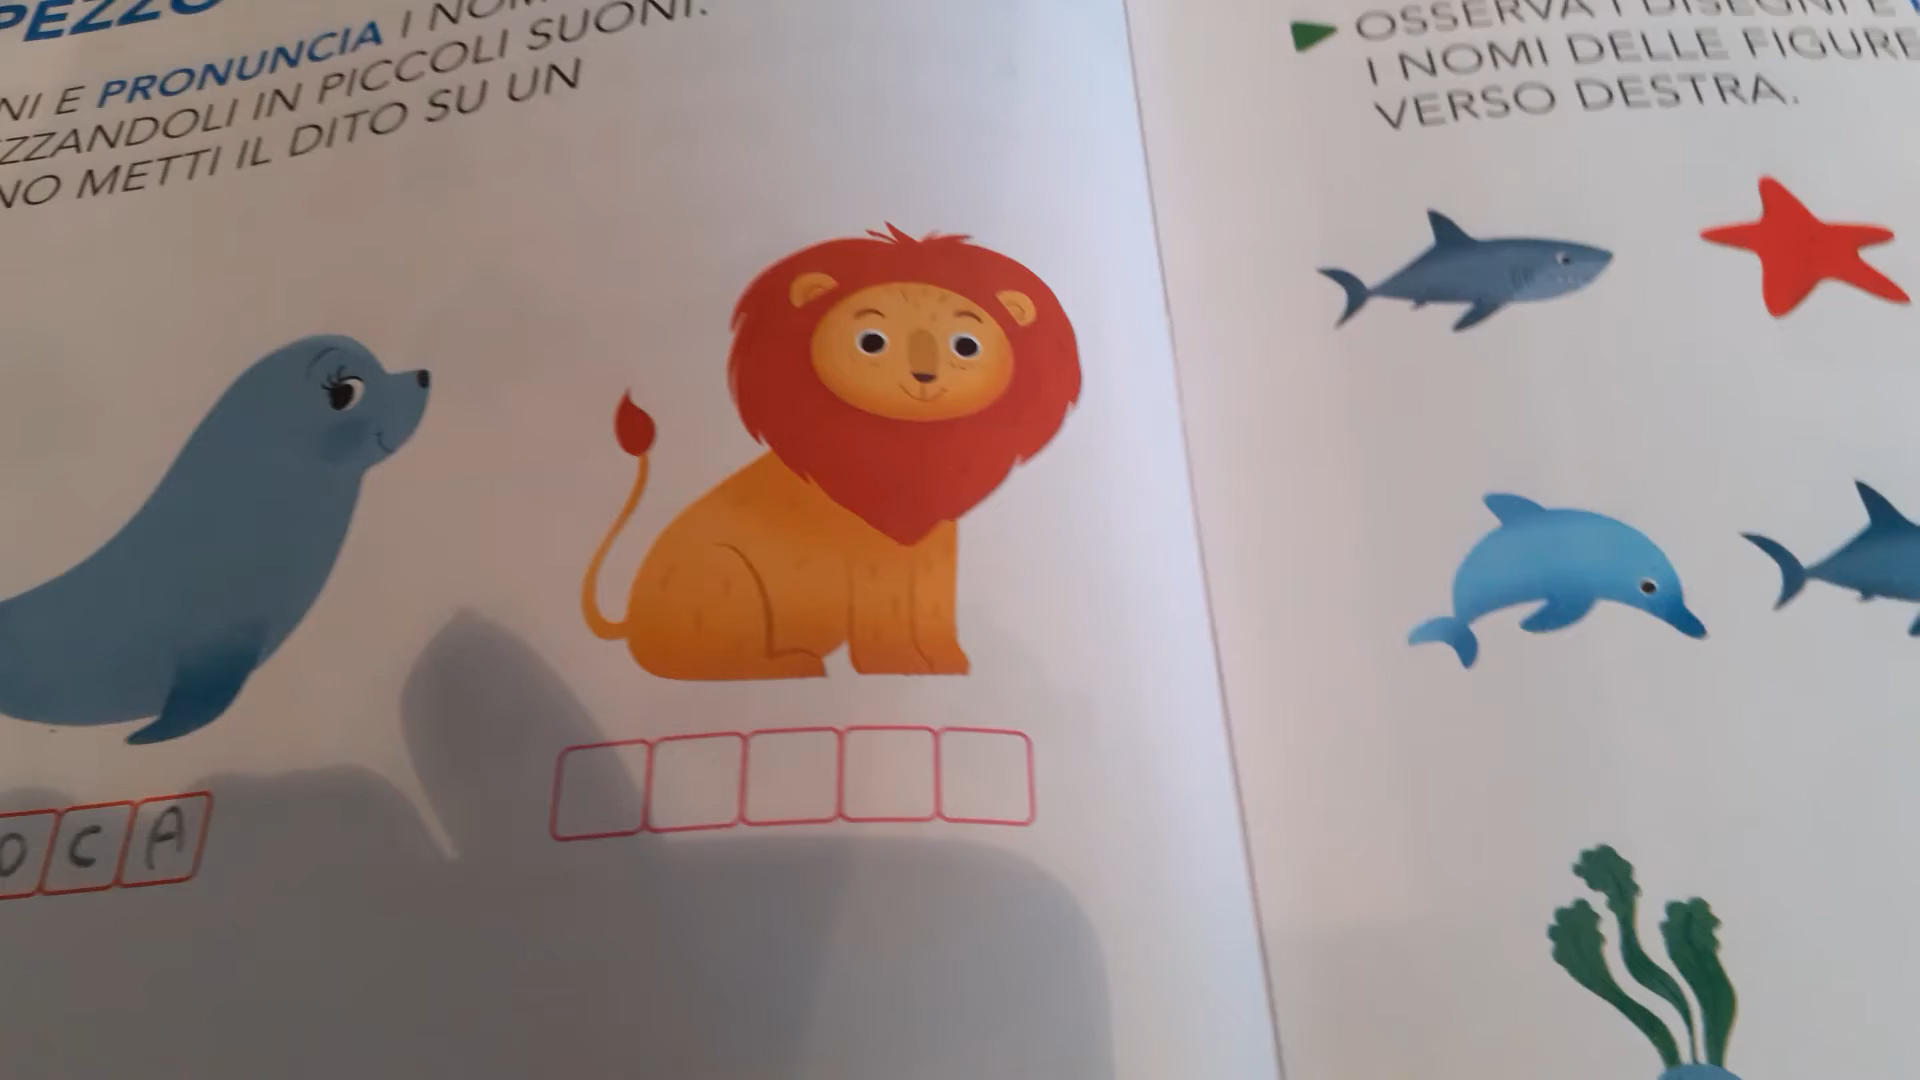 PEZZO
NI E PRONUNCIA I NOM
ZZANDOLI IN PICCOLI SUONI.
NO METTI IL DITO SU UN
OCA
OSSERVA I DISEGNI E
I NOMI DELLE FIGURE
VERSO DESTRA.